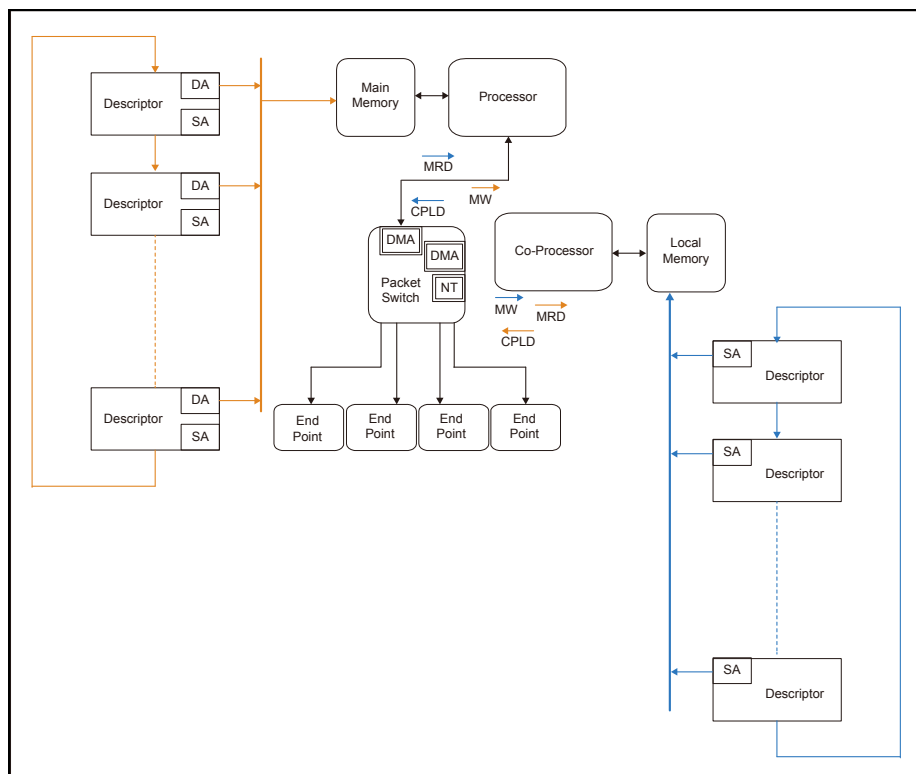 DA
Descriptor
SA
DA
Descriptor
SA
DA
Descriptor
SA
Main
Memory
Processor
MRD
MW
CPLD
DMA
DMA
Packet
Switch
NT
Co-Processor
Local
Memory
MW
MRD
CPLD
End
Point
End
Point
End
Point
End
Point
SA
Descriptor
SA
Descriptor
SA
Descriptor